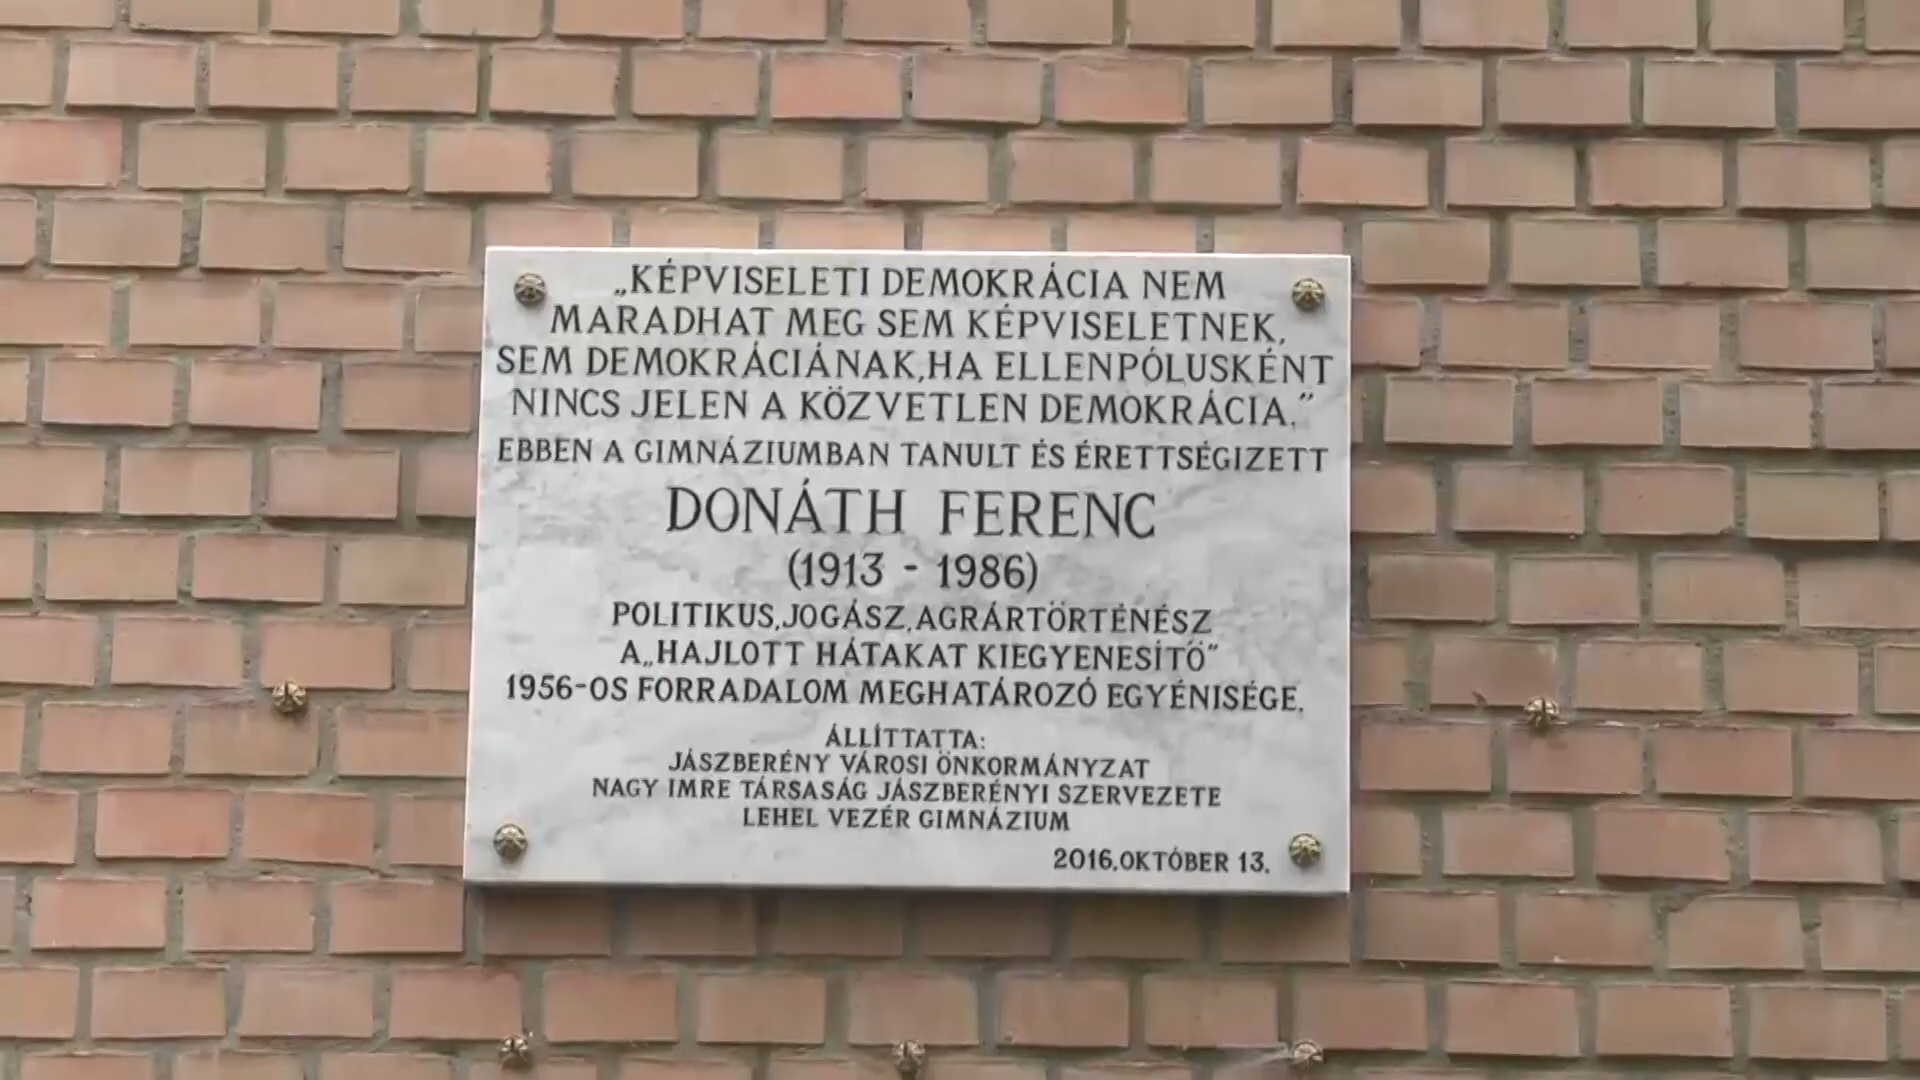 „KÉPVISELETI DEMOKRÁCIA NEM
MARADHAT MEG SEM KÉPVISELETNEK,
SEM DEMOKRÁCIÁNAK,HA ELLENPÓLUSKÉNT
NINCS JELEN A KÖZVETLEN DEMOKRÁCIA."
EBBEN A GIMNÁZIUMBAN TANULT ÉS ÉRETTSÉGIZETT
DONÁTH FERENC
(1913 - 1986)
POLITIKUS,JOGÁSZ,AGRÁRTÖRTÉNÉSZ
A„HAJLOTT HÁTAKAT KIEGYENESÍTŐ"
1956-OS FORRADALOM MEGHATÁROZÓ EGYÉNISÉGE.
ÁLLÍTTATTA:
JÁSZBERÉNY VÁROSI ÖNKORMÁNYZAT
NAGY IMRE TÁRSASÁG JÁSZBERÉNYI SZERVEZETE
LEHEL VEZÉR GIMNÁZIUM
2016.OKTÓBER 13.